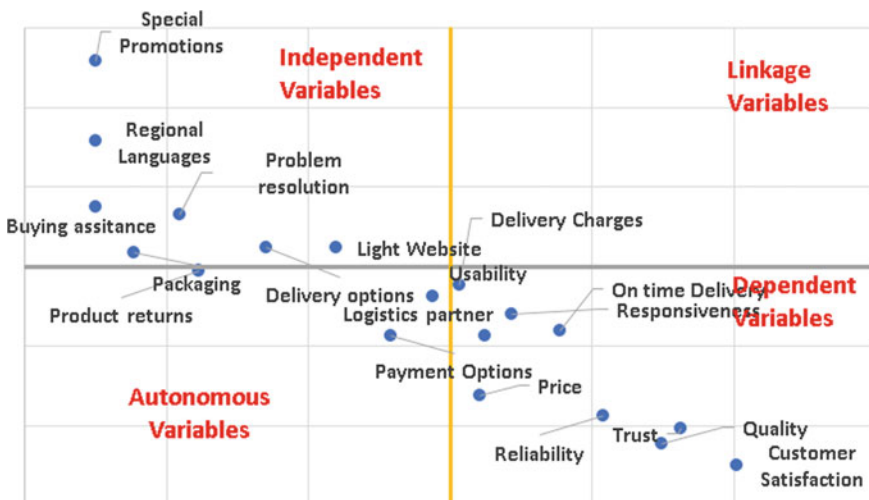 Special
Promotions
Independent
Variables
Linkage
Variables
Regional
Languages
Problem
resolution
Buying assitance
Delivery Charges
Light Website
Usability
Packaging
Delivery options
Product returns
Logistics partner
On time Delivery
Dependent
Responsiveness
Variables
Payment Options
Price
Autonomous
Variables
Reliability
Trust
Quality
Customer
Satisfaction